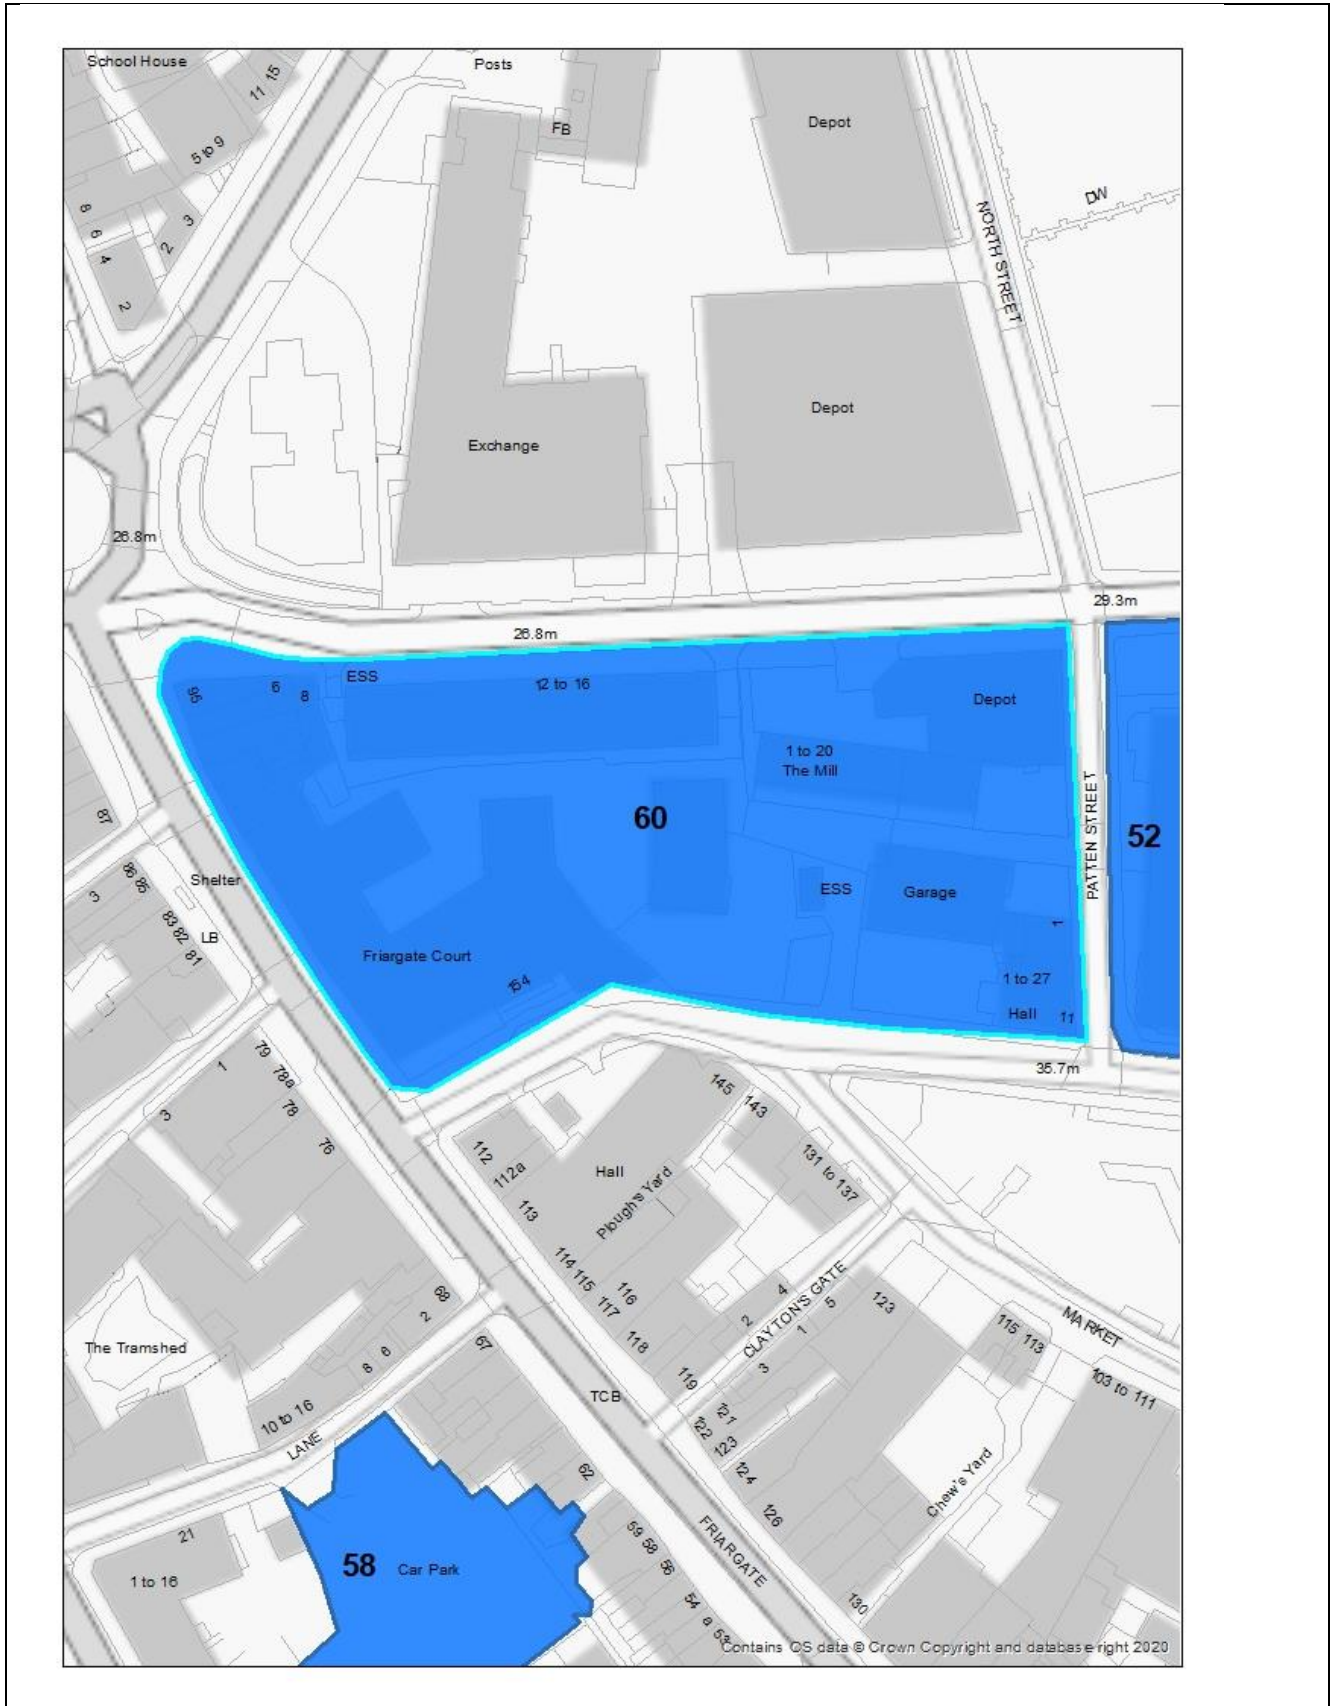 School House
Posts
11 15
FB
Depot
5 to 9
DW
8
6
4
2
3
2
NORTH STREET
Depot
Exchange
26.8m
29.3m
26.8m
ESS
95
6
8
12 to 16
Depot
1 to 20
The Mill
60
52
PATTEN STREET
87
Shelter
86 85
3
ESS
Garage
83 82
81
LB
1
Friargate Court
154
1 to 27
Hall
11
35.7m
79
78a
78
76
1
3
145
143
112
112a
113
Hall
Plough's Yard
131 to 137
114 115
116
117
118
119
CLAYTON'S GATE
2
4
1
5
3
123
115 113
MARKET
103 to 111
68
2
The Tramshed
8 6
10 to 16
LANE
67
TCB
121
122
123
124
126
62
Chew's Yard
FRIARGATE
21
1 to 16
58
Car Park
59 58
56
54
a
53
130
Contains OS data © Crown Copyright and database right 2020